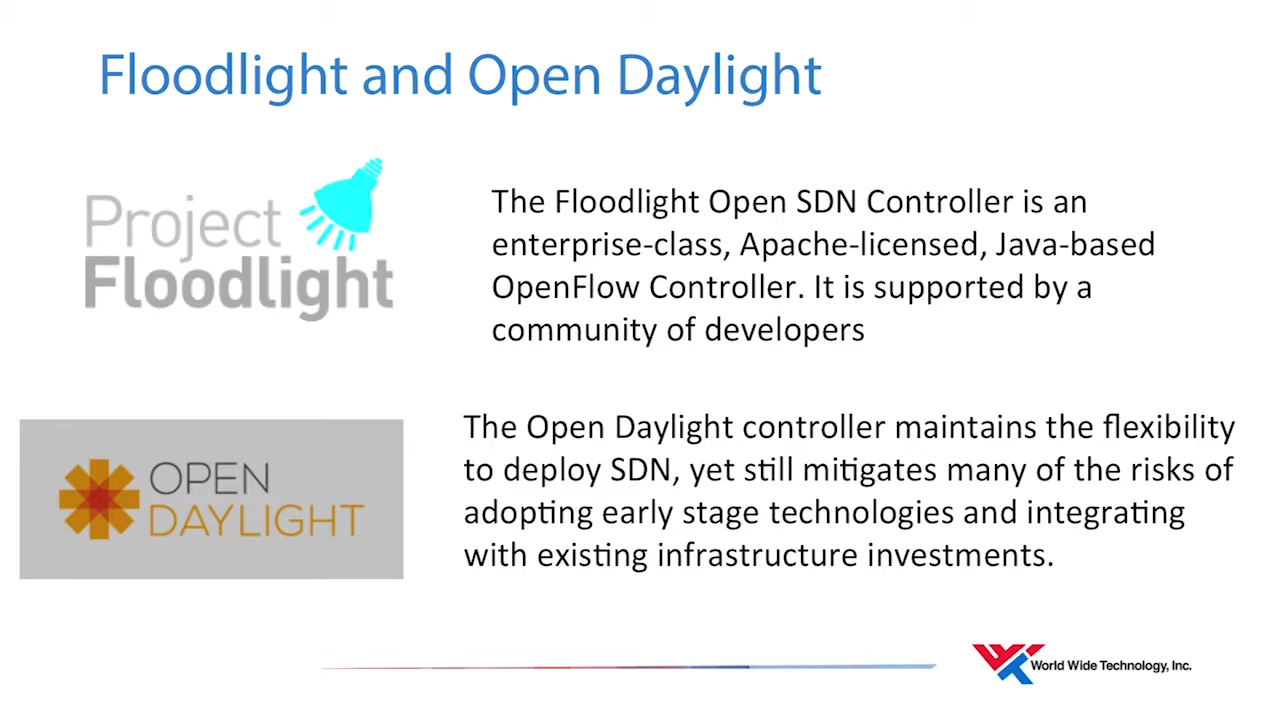 Floodlight and Open Daylight
Project
Floodlight
The Floodlight Open SDN Controller is an
enterprise-class, Apache-licensed, Java-based
OpenFlow Controller. It is supported by a
community of developers
OPEN
DAYLIGHT
The Open Daylight controller maintains the flexibility
to deploy SDN, yet still mitigates many of the risks of
adopting early stage technologies and integrating
with existing infrastructure investments.
World Wide Technology, Inc.